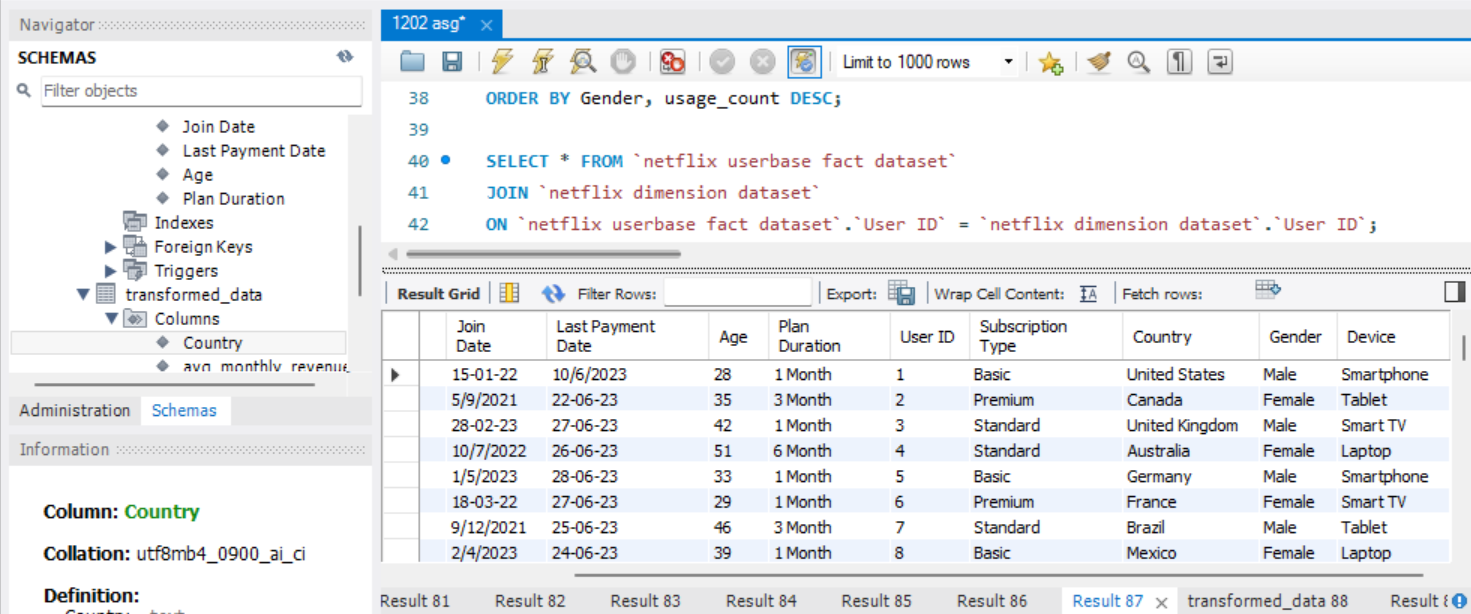 Navigator
SCHEMAS
Filter objects
Join Date
Last Payment Date
Age
Plan Duration
Indexes
Foreign Keys
Triggers
transformed_data
Columns
Country
avg_monthly_revenue
Administration Schemas
Information
Column: Country
Collation: utf8mb4_0900_ai_ci
Definition:
1202 asg* ×
Limit to 1000 rows
38 ORDER BY Gender, usage_count DESC;
39
40 SELECT * FROM `netflix userbase fact dataset`
41 JOIN `netflix dimension dataset`
42 ON `netflix userbase fact dataset`.`User ID` = `netflix dimension dataset`.`User ID`;
Result Grid Filter Rows: Export: Wrap Cell Content: IA Fetch rows:
Join Date Last Payment Date Age Plan Duration User ID Subscription Type Country Gender Device
15-01-22 10/6/2023 28 1 Month 1 Basic United States Male Smartphone
5/9/2021 22-06-23 35 3 Month 2 Premium Canada Female Tablet
28-02-23 27-06-23 42 1 Month 3 Standard United Kingdom Male Smart TV
10/7/2022 26-06-23 51 6 Month 4 Standard Australia Female Laptop
1/5/2023 28-06-23 33 1 Month 5 Basic Germany Male Smartphone
18-03-22 27-06-23 29 1 Month 6 Premium France Female Smart TV
9/12/2021 25-06-23 46 3 Month 7 Standard Brazil Male Tablet
2/4/2023 24-06-23 39 1 Month 8 Basic Mexico Female Laptop
Result 81 Result 82 Result 83 Result 84 Result 85 Result 86 Result 87 × transformed_data 88 Result